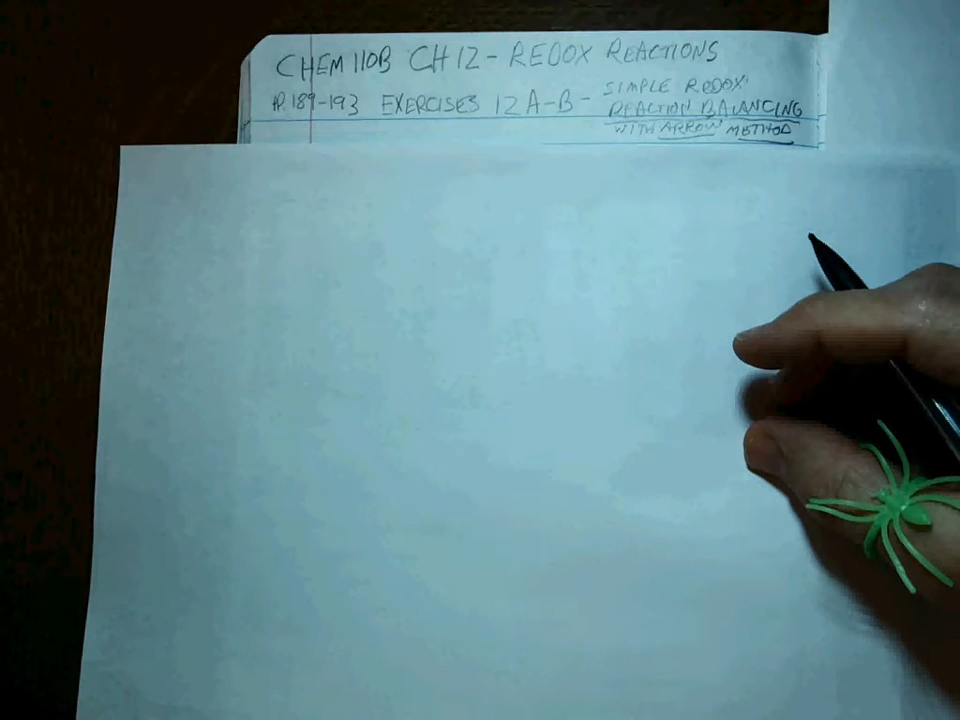 CHEM 110B CH 12 - REDOX REACTIONS
P. 189-193 EXERCISES 12 A-B - SIMPLE REDOX
REACTION BALANCING
WITH ARROW METHOD